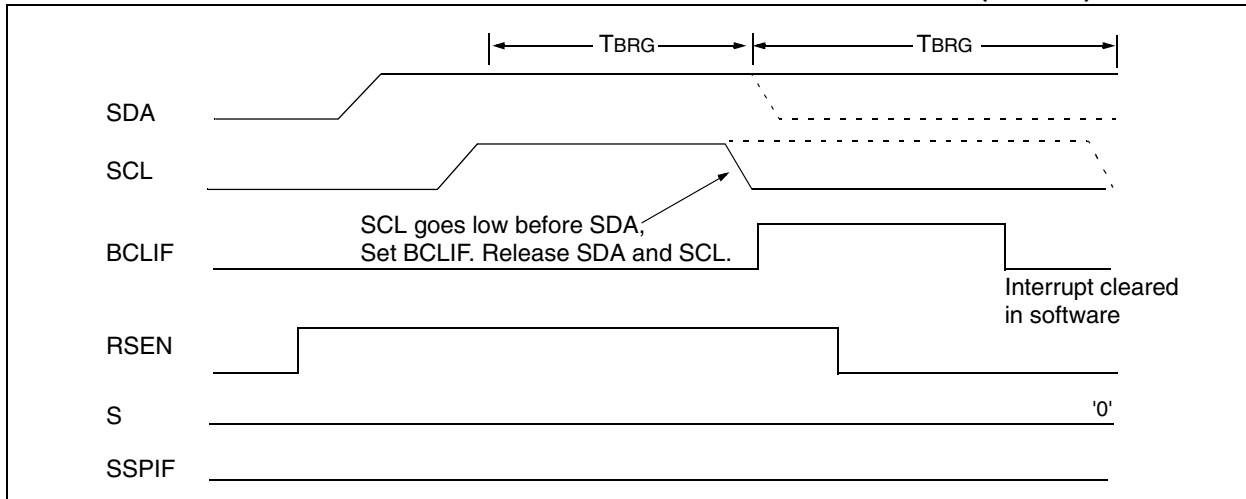 TBRG
TBRG
SDA
SCL
SCL goes low before SDA,
Set BCLIF. Release SDA and SCL.
BCLIF
Interrupt cleared
in software
RSEN
S
'0'
SSPIF